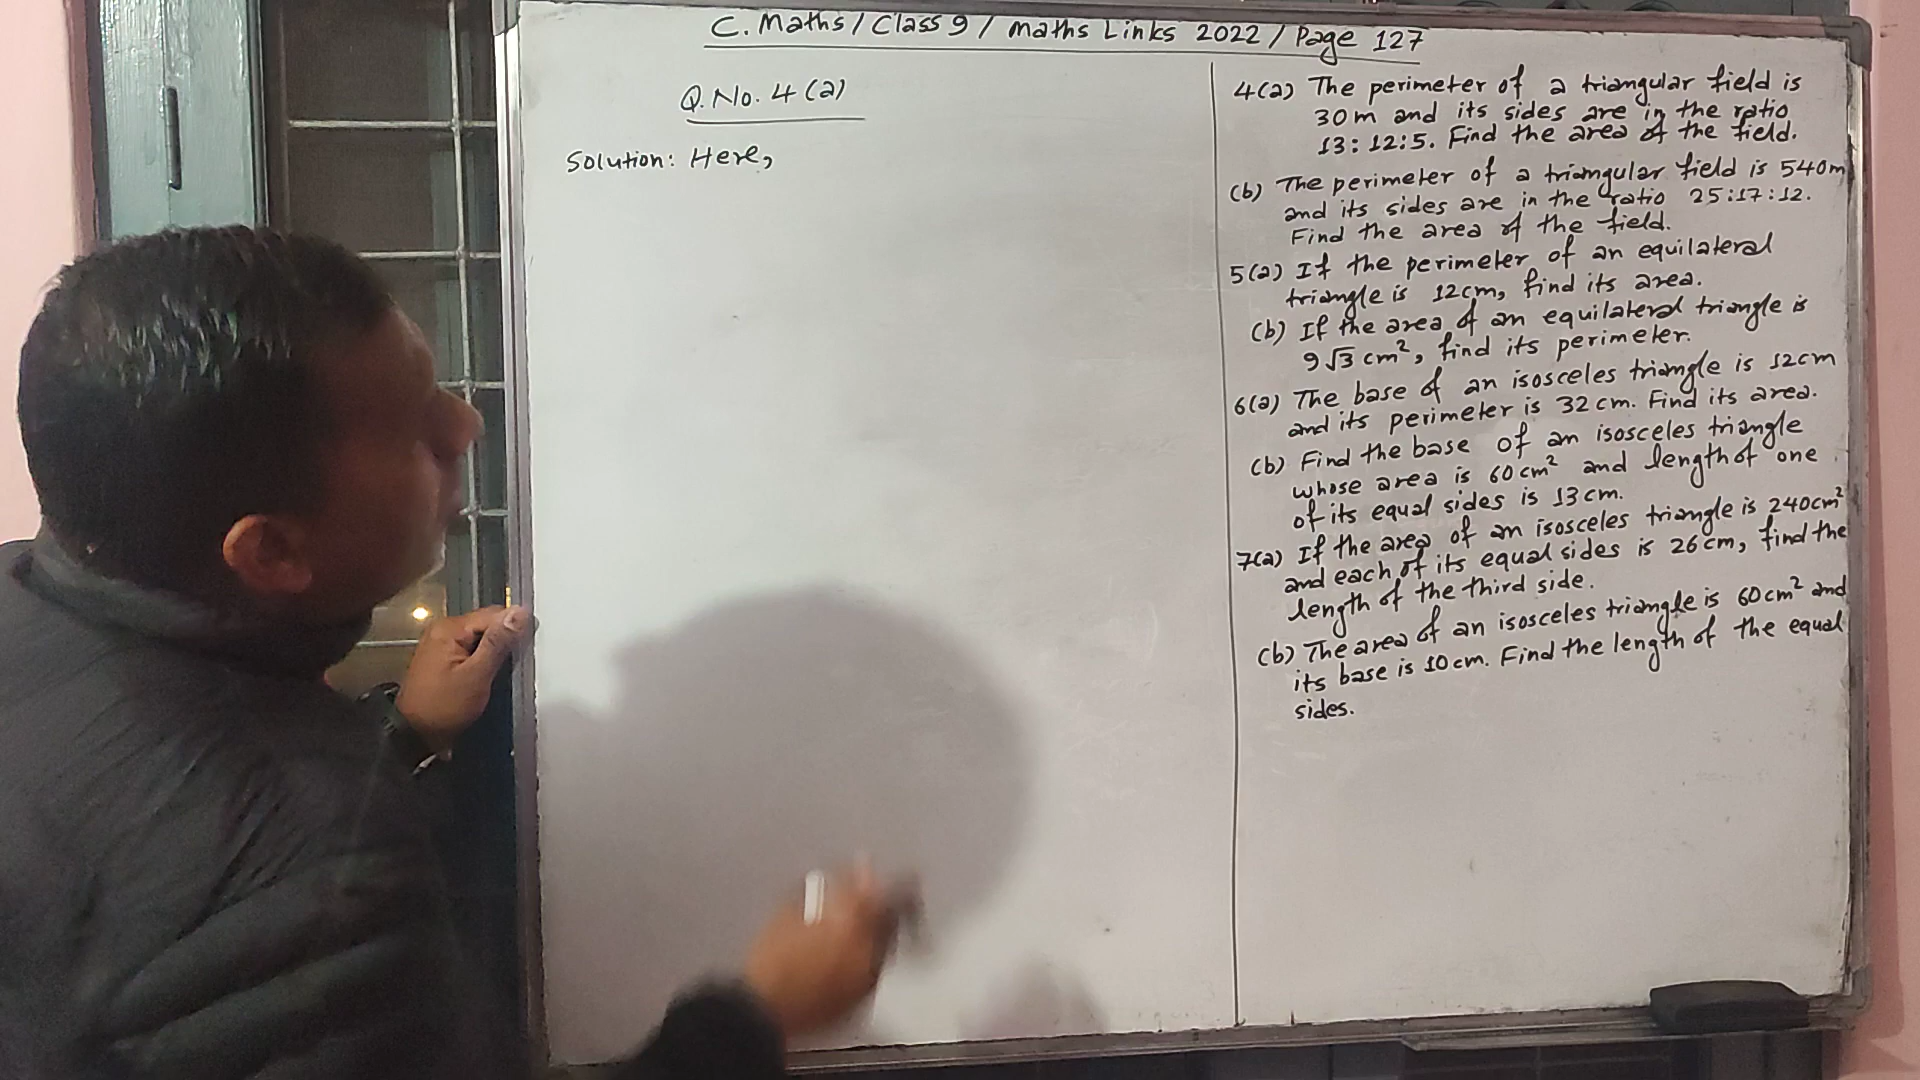 C. Maths / Class 9 / Maths Links 2022 / Page 127
Q. No. 4 (a)
Solution: Here,
4(a) The perimeter of a triangular field is
30m and its sides are in the ratio
13:12:5. Find the area of the field.
(b) The perimeter of a triangular field is 540m
and its sides are in the ratio 25:17:12.
Find the area of the field.
5(a) If the perimeter of an equilateral
triangle is 12cm, find its area.
(b) If the area of an equilateral triangle is
9√3 cm², find its perimeter.
6(a) The base of an isosceles triangle is 12cm
and its perimeter is 32cm. Find its area.
(b) Find the base of an isosceles triangle
whose area is 60cm² and length of one
of its equal sides is 13cm.
7(a) If the area of an isosceles triangle is 240cm²
and each of its equal sides is 26cm, find the
length of the third side.
(b) The area of an isosceles triangle is 60cm² and
its base is 10cm. Find the length of the equal
sides.